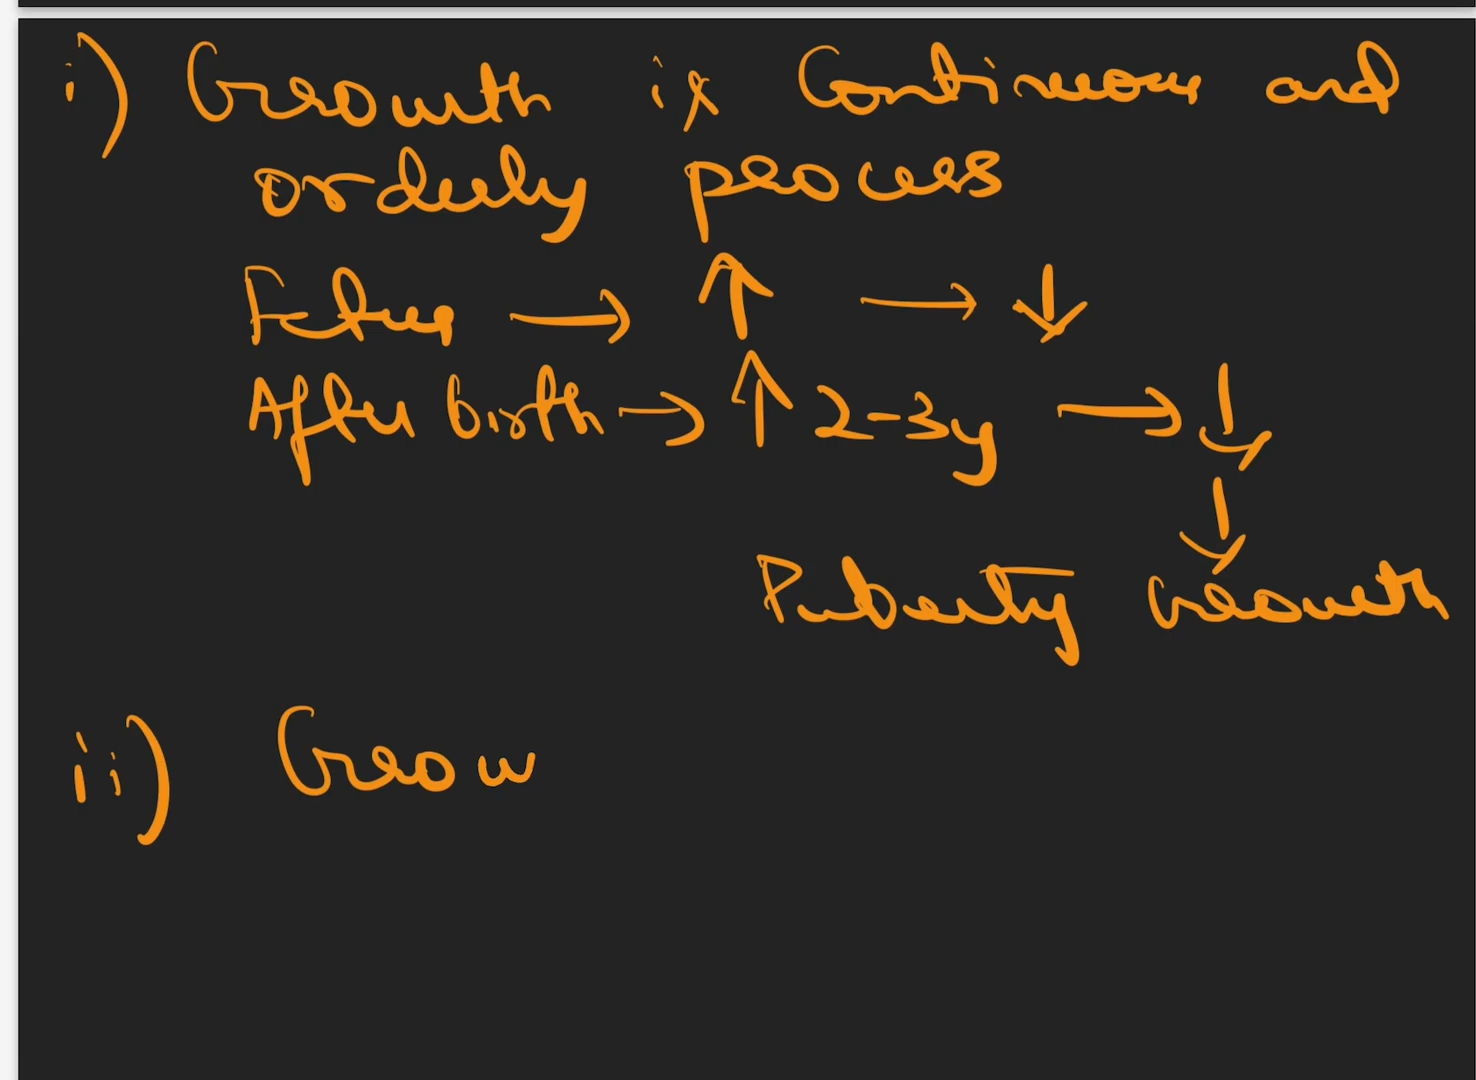 i) Growth is Continuous and
orderly process
Fetus → ↑ → ↓
After birth → ↑ 2-3y → ↓
↓
Puberty Growth
ii) Grow